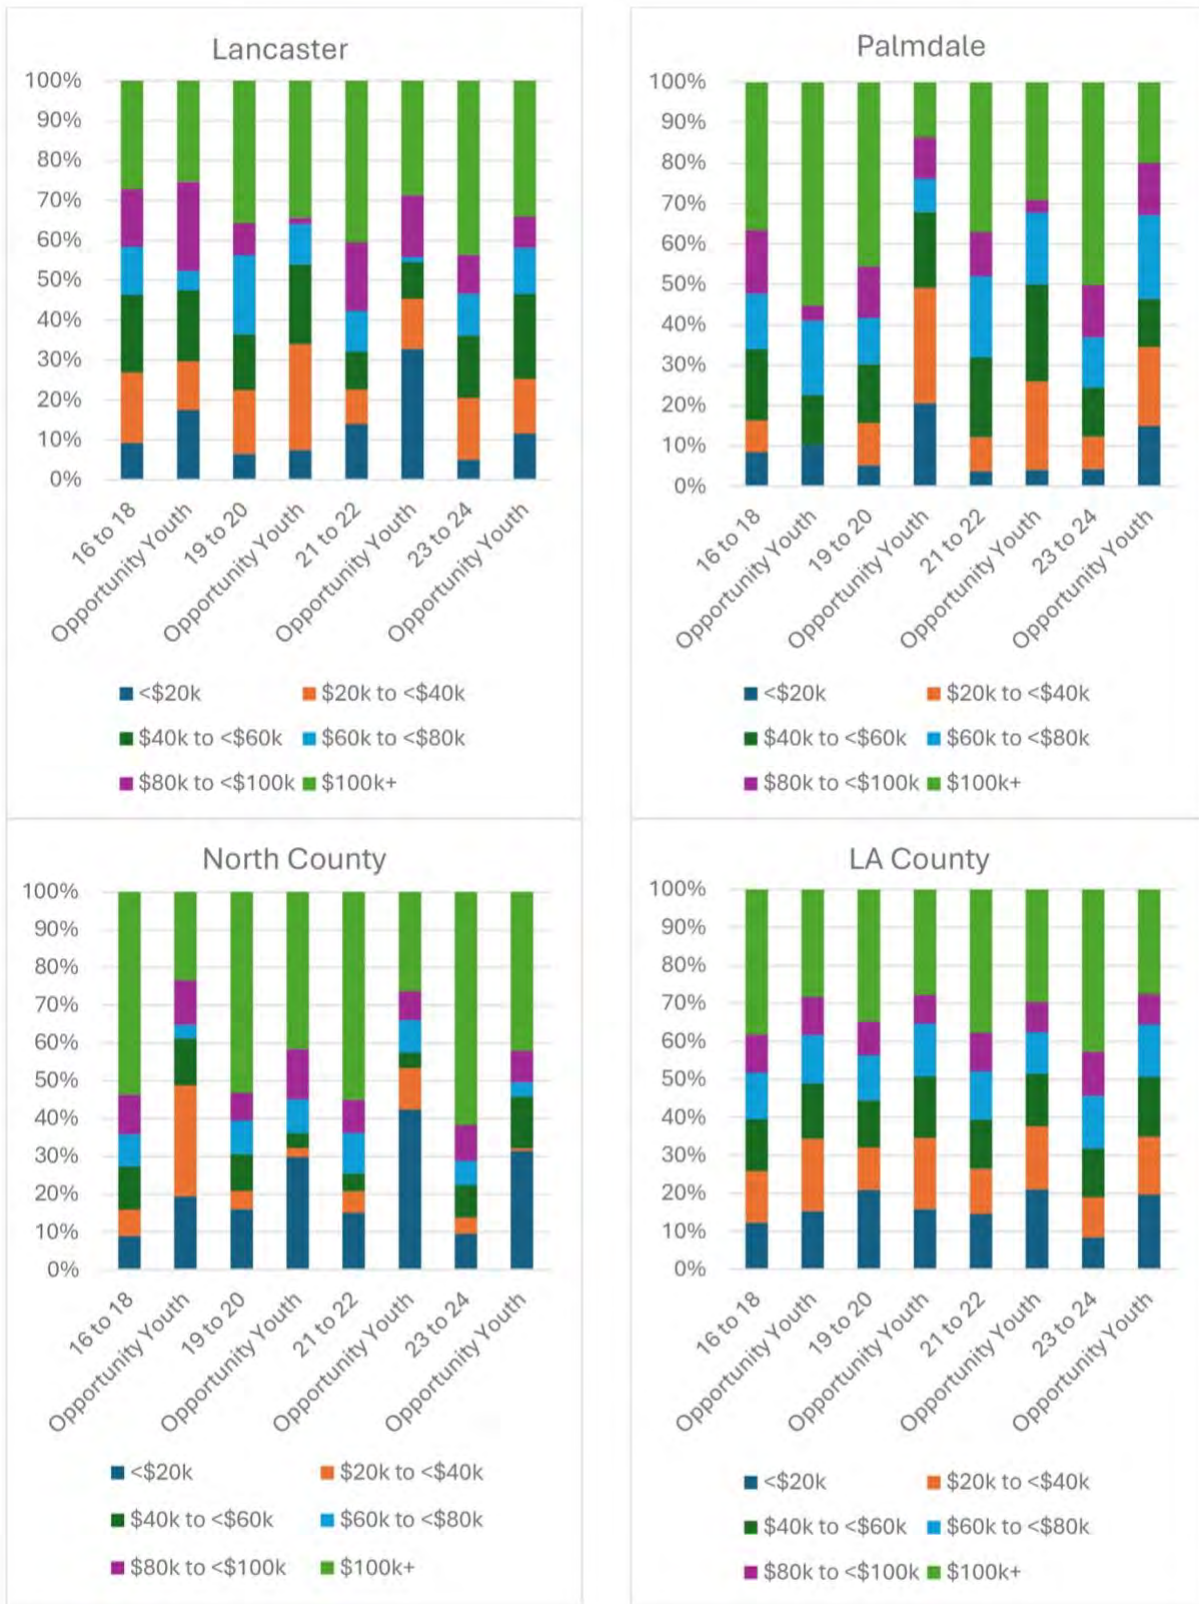 Lancaster
100%
90%
80%
70%
60%
50%
40%
30%
20%
10%
0%
16 to 18
Opportunity Youth
19 to 20
Opportunity Youth
21 to 22
Opportunity Youth
23 to 24
Opportunity Youth
<$20k $20k to <$40k
$40k to <$60k $60k to <$80k
$80k to <$100k $100k+
Palmdale
100%
90%
80%
70%
60%
50%
40%
30%
20%
10%
0%
16 to 18
Opportunity Youth
19 to 20
Opportunity Youth
21 to 22
Opportunity Youth
23 to 24
Opportunity Youth
<$20k $20k to <$40k
$40k to <$60k $60k to <$80k
$80k to <$100k $100k+
North County
100%
90%
80%
70%
60%
50%
40%
30%
20%
10%
0%
16 to 18
Opportunity Youth
19 to 20
Opportunity Youth
21 to 22
Opportunity Youth
23 to 24
Opportunity Youth
<$20k $20k to <$40k
$40k to <$60k $60k to <$80k
$80k to <$100k $100k+
LA County
100%
90%
80%
70%
60%
50%
40%
30%
20%
10%
0%
16 to 18
Opportunity Youth
19 to 20
Opportunity Youth
21 to 22
Opportunity Youth
23 to 24
Opportunity Youth
<$20k $20k to <$40k
$40k to <$60k $60k to <$80k
$80k to <$100k $100k+